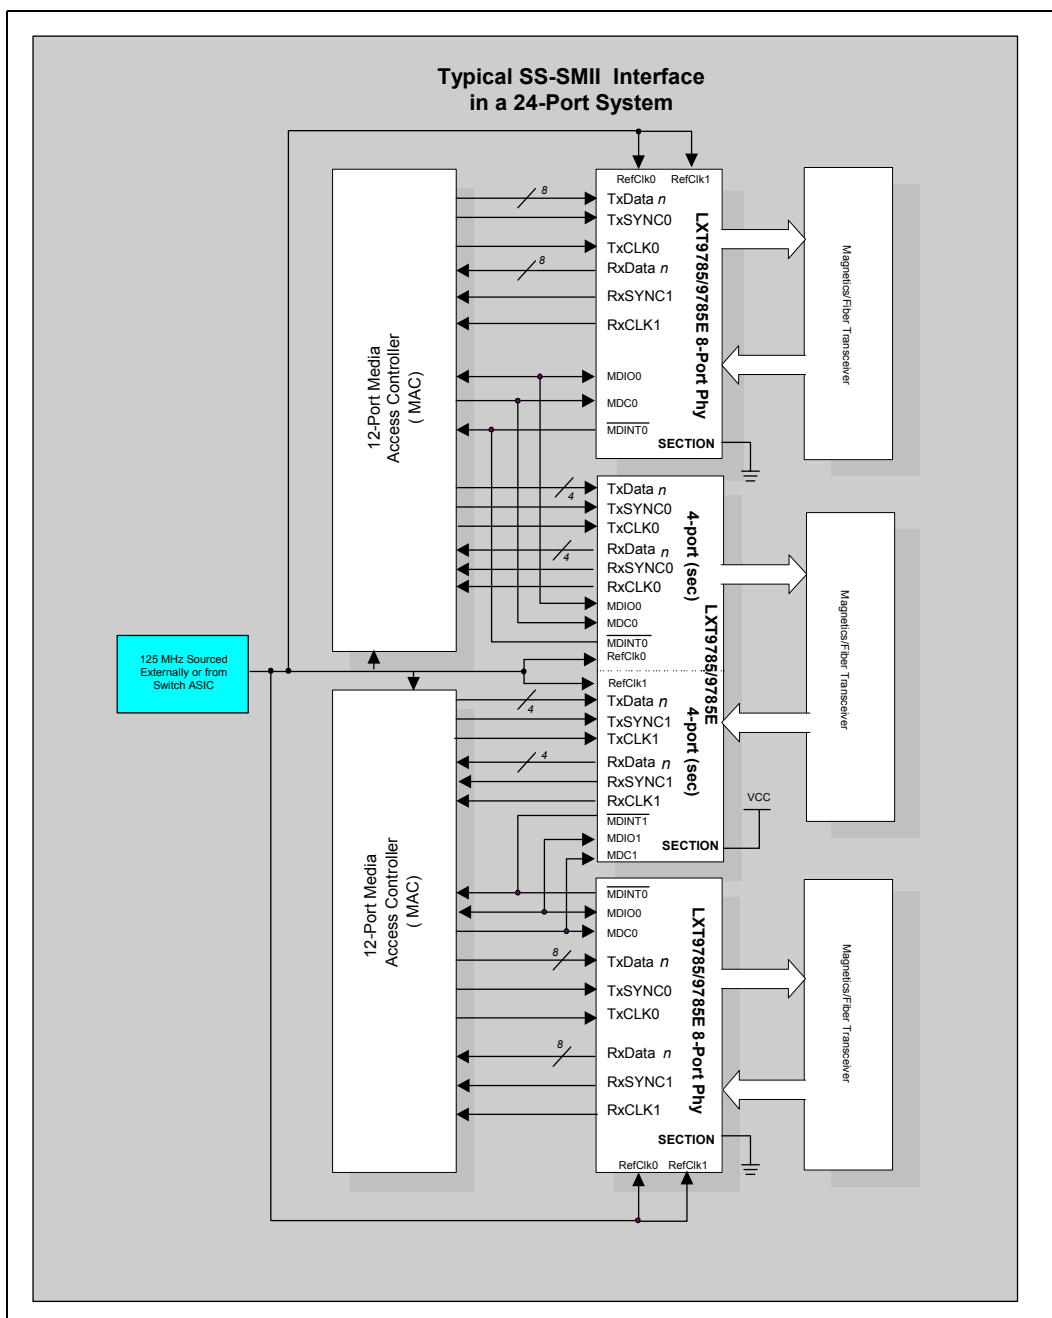 Typical SS-SMII Interface
in a 24-Port System
RefClk0 RefClk1
8
TxData n
TxSYNC0
TxCLK0
8
RxData n
RxSYNC1
RxCLK1
MDIO0
MDC0
MDINT0
SECTION
LXT9785/9785E 8-Port Phy
Magnetics/Fiber Transceiver
12-Port Media
Access Controller
( MAC)
4
TxData n
TxSYNC0
TxCLK0
4
RxData n
RxSYNC0
RxCLK0
MDIO0
MDC0
MDINT0
RefClk0
4-port (sec)
LXT9785/9785E
Magnetics/Fiber Transceiver
125 MHz Sourced
Externally or from
Switch ASIC
RefClk1
4
TxData n
TxSYNC1
TxCLK1
4
RxData n
RxSYNC1
RxCLK1
MDINT1
MDIO1
MDC1
4-port (sec)
SECTION
VCC
12-Port Media
Access Controller
( MAC)
MDINT0
MDIO0
MDC0
8
TxData n
TxSYNC0
TxCLK0
8
RxData n
RxSYNC1
RxCLK1
LXT9785/9785E 8-Port Phy
SECTION
RefClk0 RefClk1
Magnetics/Fiber Transceiver